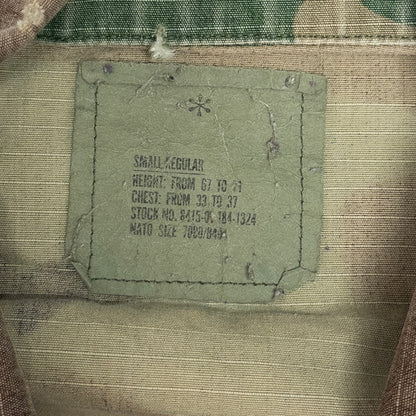 SMALL-REGULAR
HEIGHT: FROM 67 TO 71
CHEST: FROM 33 TO 37
STOCK NO. 8415-01-184-1324
NATO SIZE 7080/8494